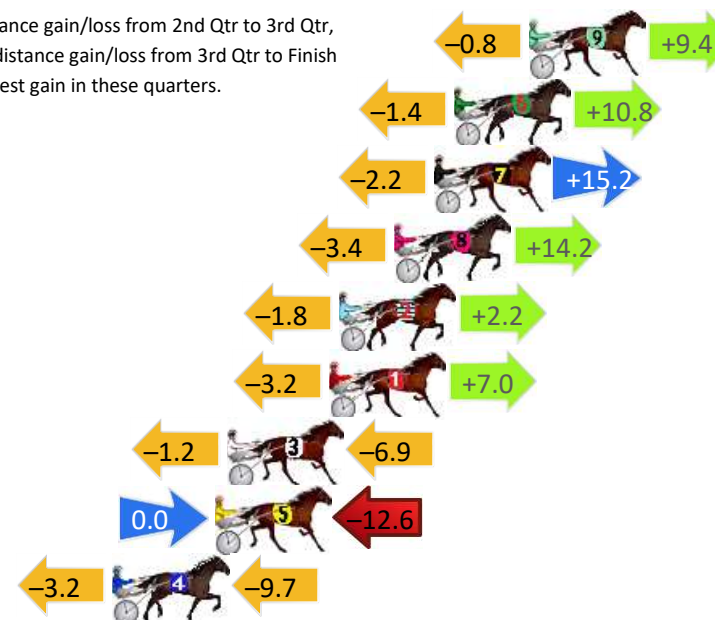 ance gain/loss from 2nd Qtr to 3rd Qtr,
distance gain/loss from 3rd Qtr to Finish
est gain in these quarters.
–0.8 9 +9.4
–1.4 6 +10.8
–2.2 7 +15.2
–3.4 8 +14.2
–1.8 2 +2.2
–3.2 1 +7.0
–1.2 3 –6.9
0.0 5 –12.6
–3.2 4 –9.7